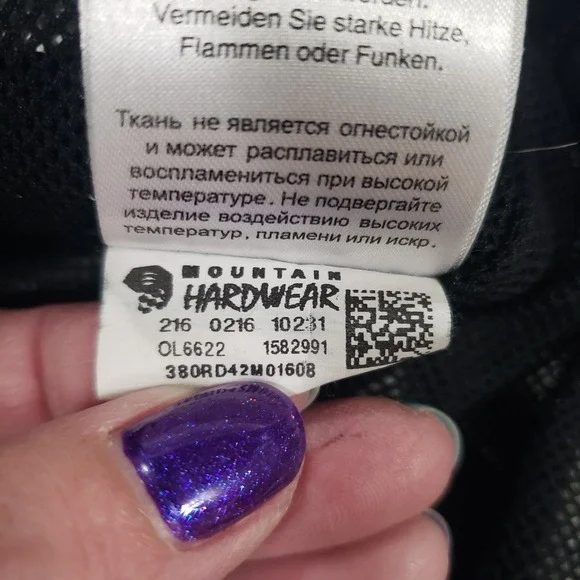 Vermeiden Sie starke Hitze,
Flammen oder Funken.
Ткань не является огнестойкой
и может расплавиться или
воспламениться при высокой
температуре. Не подвергайте
изделие воздействию высоких
температур, пламени или искр.
MOUNTAIN
HARDWEAR
216 0216 10231
OL6622 1582991
380RD42M01608